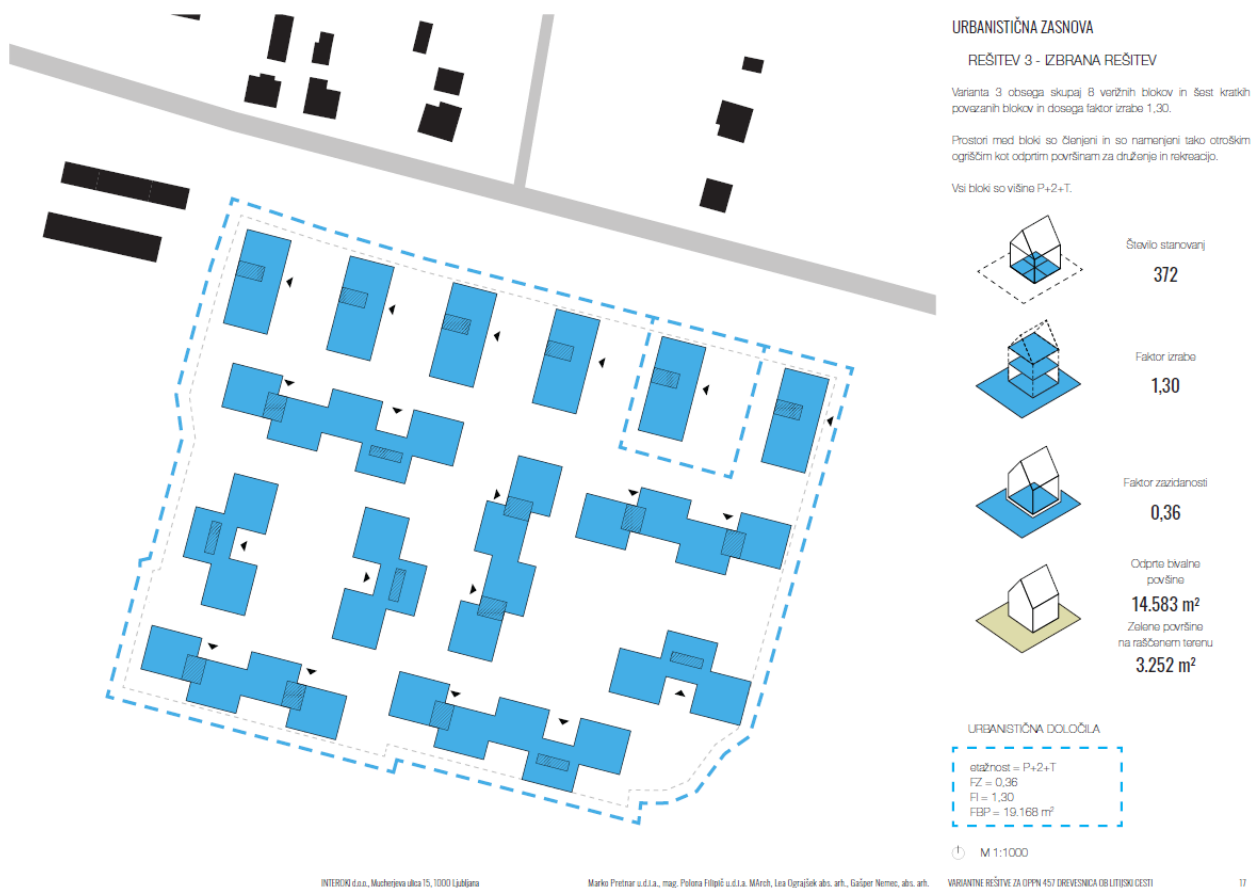 URBANISTIČNA ZASNOVA
REŠITEV 3 - IZBRANA REŠITEV
Varianta 3 obsega skupaj 8 verižnih blokov in šest kratkih
povezanih blokov in dosega faktor izrabe 1,30.
Prostori med bloki so členjeni in so namenjeni tako otroškim
ogriščim kot odprtim površinam za druženje in rekreacijo.
Vsi bloki so višine P+2+T.
Število stanovanj
372
Faktor izrabe
1,30
Faktor zazidanosti
0,36
Odprte bivalne
povšine
14.583 m²
Zelene površine
na raščenem terenu
3.252 m²
URBANISTIČNA DOLOČILA
etažnost = P+2+T
FZ = 0,36
FI = 1,30
FBP = 19.168 m²
M 1:1000
INTEROKI d.o.o., Mucherjeva ulica 15, 1000 Ljubljana
Marko Pretnar u.d.i.a., mag. Polona Filipič u.d.i.a. MArch, Lea Ograjšek abs. arh., Gašper Nemec, abs. arh.
VARIANTNE REŠITVE ZA OPPN 457 DREVESNICA OB LITIJSKI CESTI
17